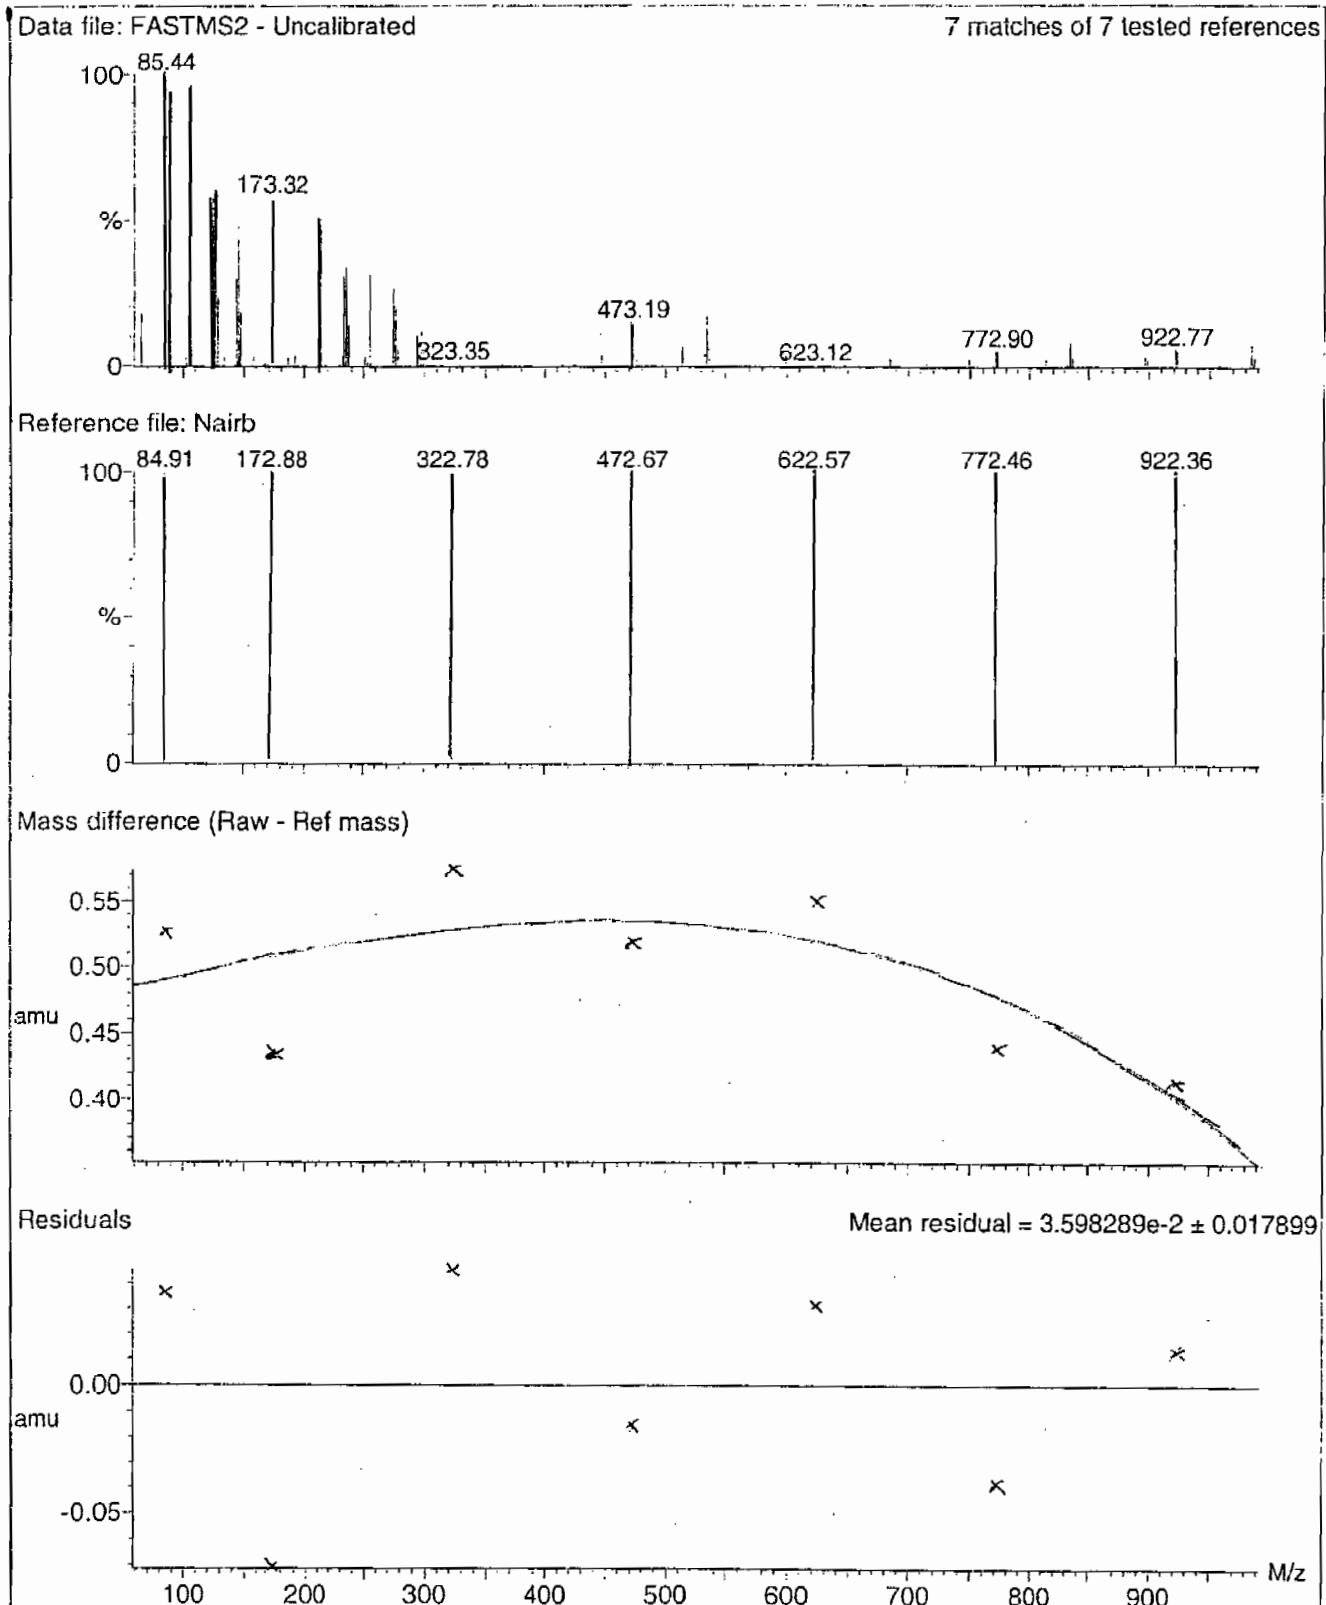 Data file: FASTMS2 - Uncalibrated 7 matches of 7 tested references
85.44
100
173.32
%
473.19
323.35 623.12 772.90 922.77
0
Reference file: Nairb
84.91 172.88 322.78 472.67 622.57 772.46 922.36
100
%
0
Mass difference (Raw - Ref mass)
0.55
0.50
amu
0.45
0.40
Residuals Mean residual = 3.598289e-2 ± 0.017899
0.00
amu
-0.05
M/z
100 200 300 400 500 600 700 800 900